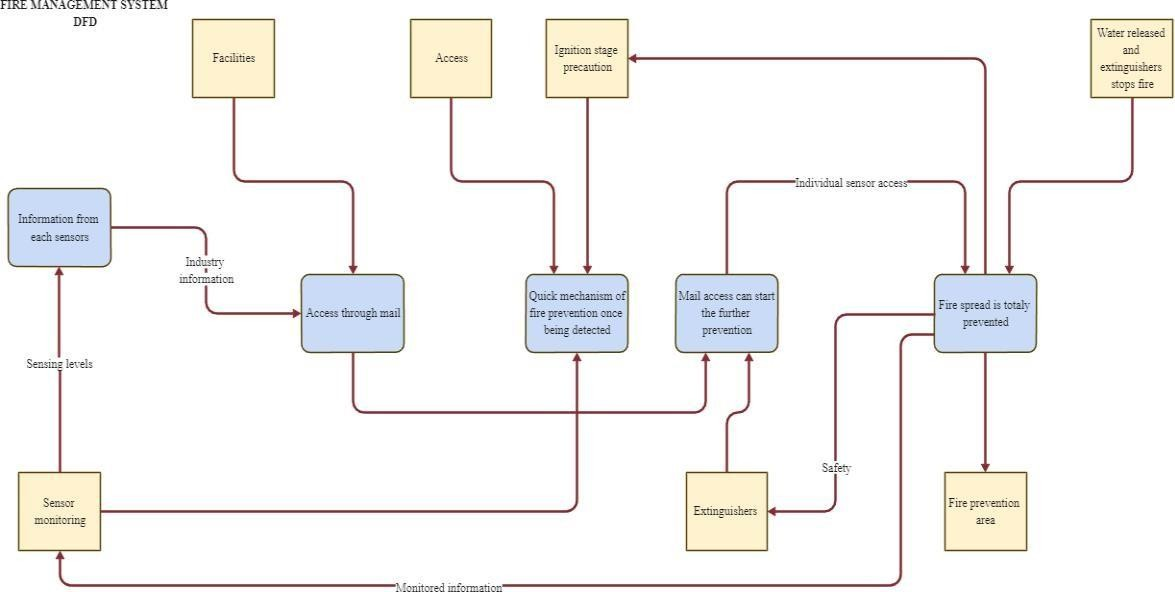 FIRE MANAGEMENT SYSTEM
DFD
Facilities
Access
Ignition stage
precaution
Water released
and
extinguishers
stops fire
Individual sensor access
Information from
each sensors
Industry
information
Access through mail
Quick mechanism of
fire prevention once
being detected
Mail access can start
the further
prevention
Fire spread is totaly
prevented
Sensing levels
Safety
Sensor
monitoring
Extinguishers
Fire prevention
area
Monitored information